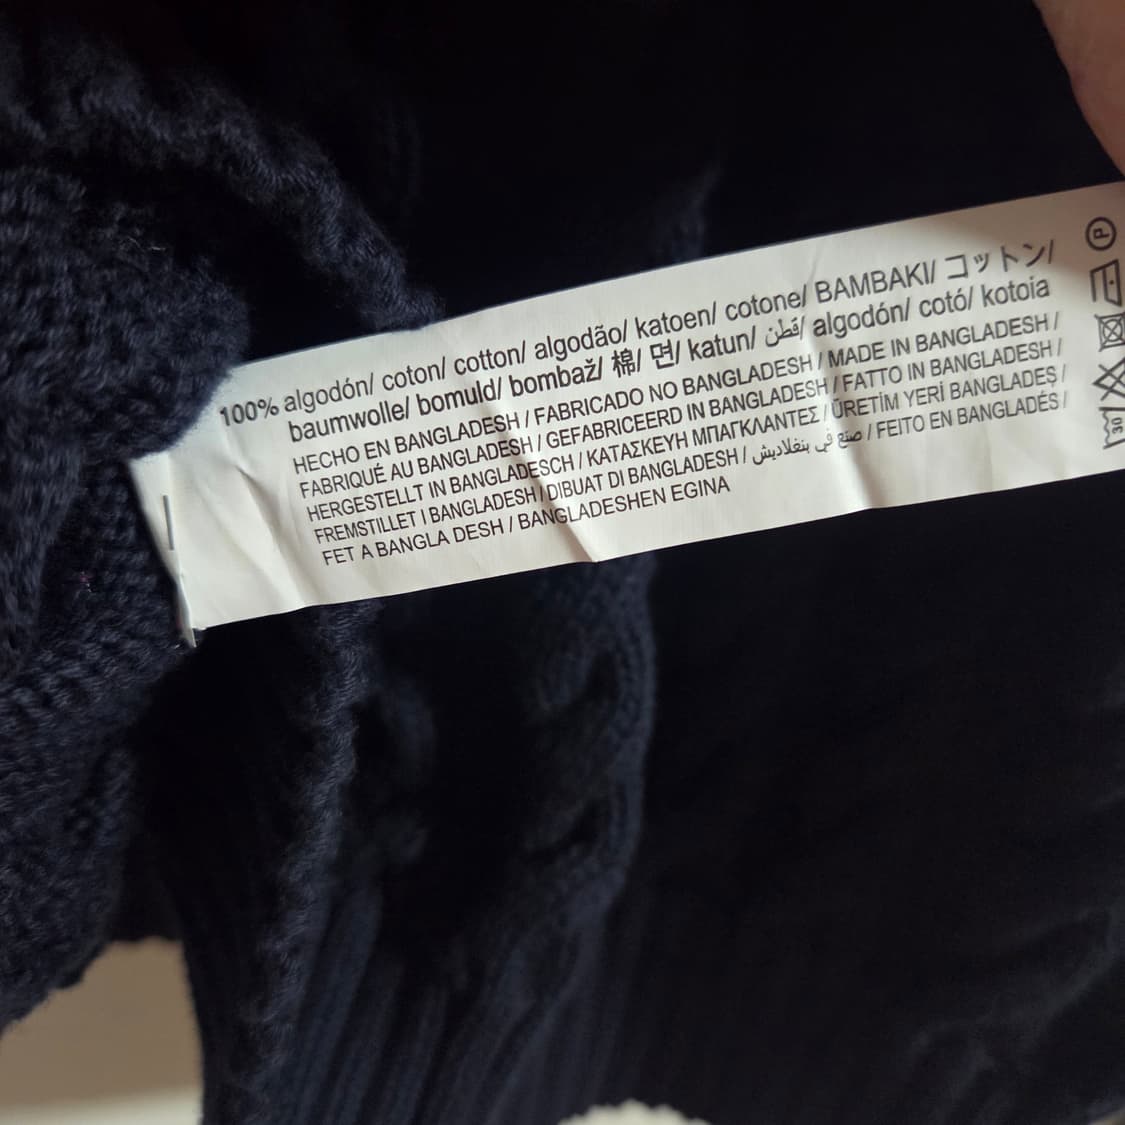 100% algodón/ coton/ cotton/ algodão/ katoen/ cotone/ BAMBAKI/ コットン/
baumwolle/ bomuld/ bombaž/ 棉/ 면/ katun/ قطن/ algodón/ cotó/ kotoia
HECHO EN BANGLADESH / FABRICADO NO BANGLADESH / MADE IN BANGLADESH /
FABRIQUÉ AU BANGLADESH / GEFABRICEERD IN BANGLADESH / FATTO IN BANGLADESH /
HERGESTELLT IN BANGLADESCH / ΚΑΤΑΣΚΕΥΗ ΜΠΑΓΚΛΑΝΤΕΣ / ÜRETİM YERİ BANGLADEŞ /
FREMSTILLET I BANGLADESH / DIBUAT DI BANGLADESH / صنع في بنغلاديش / FEITO EN BANGLADÉS /
FET A BANGLA DESH / BANGLADESHEN EGINA
P
30